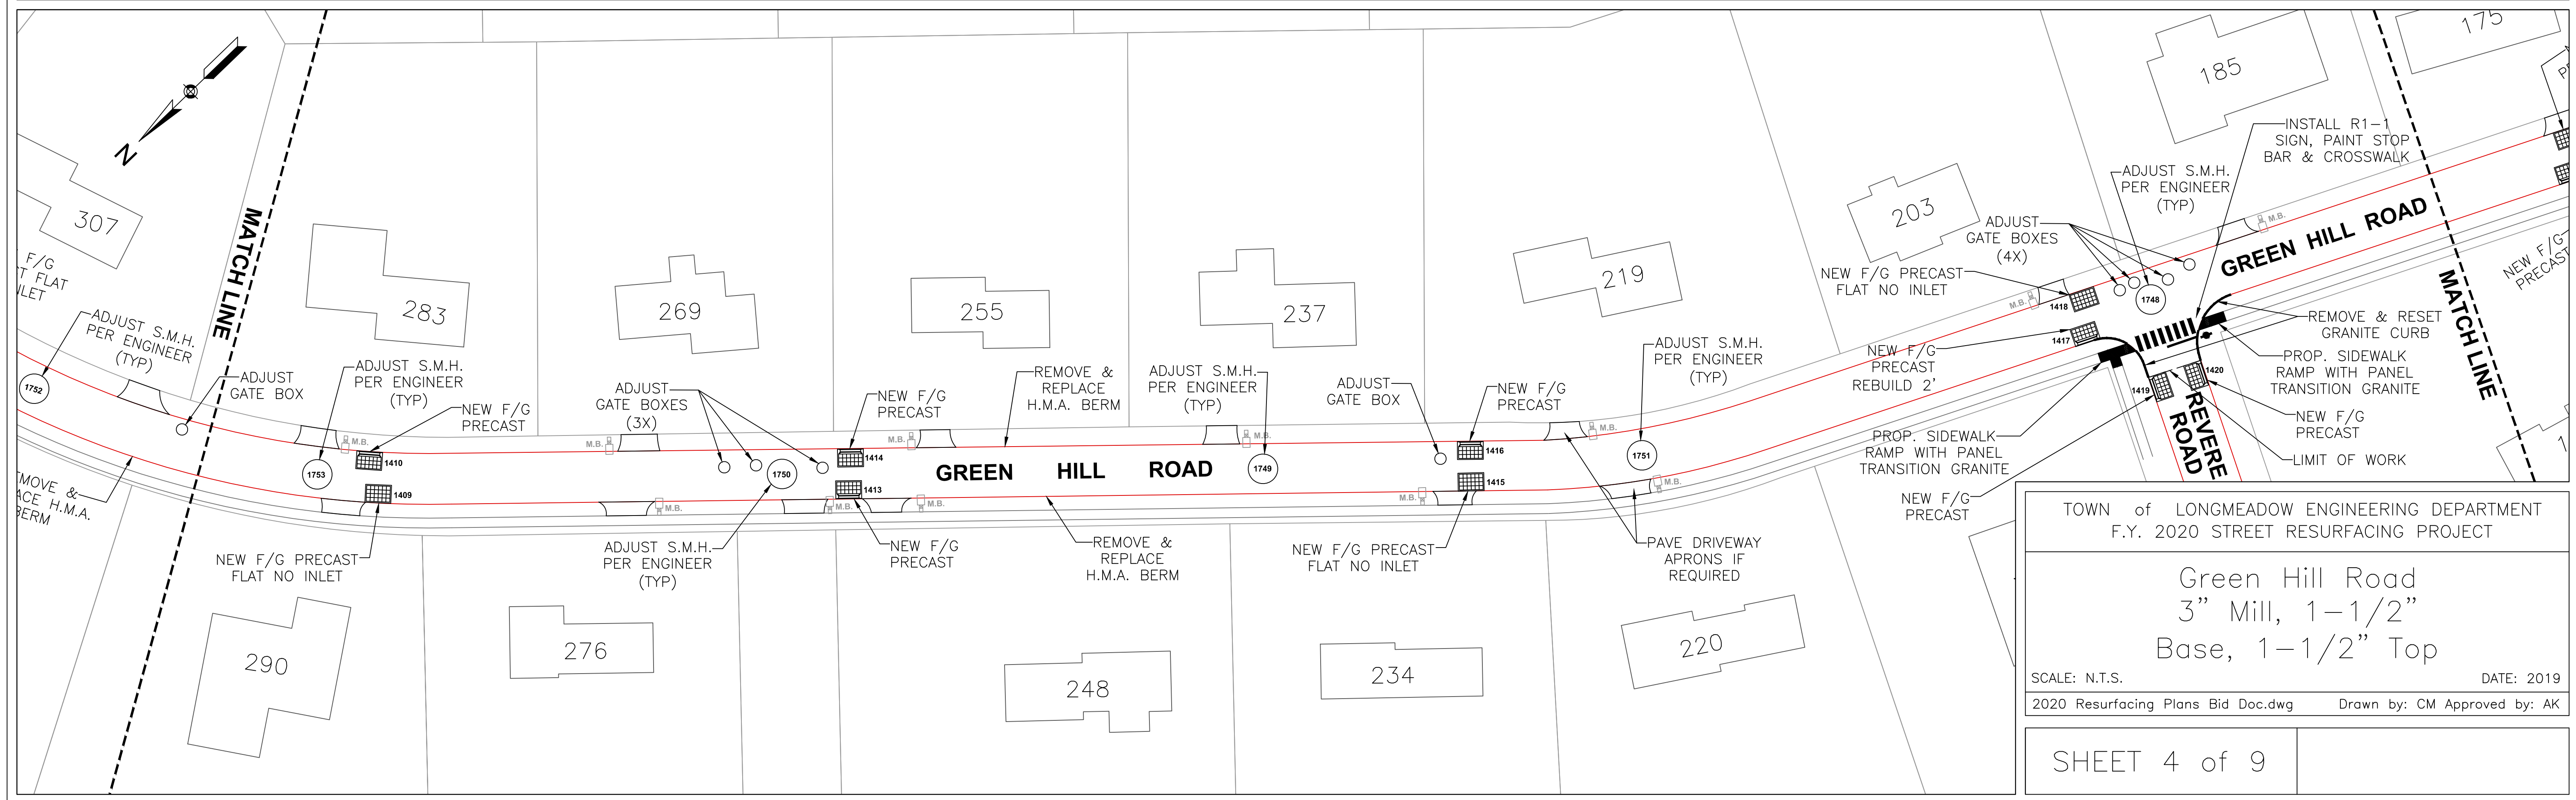 307
F/G
FLAT
INLET
ADJUST S.M.H.
PER ENGINEER
(TYP)
1752
ADJUST
GATE BOX
MATCH LINE
N
&
H.M.A.
BERM
283
ADJUST S.M.H.
PER ENGINEER
(TYP)
1753
M.B.
NEW F/G
PRECAST
1410
1409
NEW F/G PRECAST
FLAT NO INLET
290
269
ADJUST
GATE BOXES
(3X)
M.B.
M.B.
1750
ADJUST S.M.H.
PER ENGINEER
(TYP)
276
NEW F/G
PRECAST
1414
1413
M.B.
M.B.
M.B.
NEW F/G
PRECAST
255
REMOVE &
REPLACE
H.M.A. BERM
GREEN HILL ROAD
REMOVE &
REPLACE
H.M.A. BERM
248
237
ADJUST S.M.H.
PER ENGINEER
(TYP)
M.B.
1749
ADJUST
GATE BOX
M.B.
NEW F/G
PRECAST
1416
1415
NEW F/G PRECAST
FLAT NO INLET
234
219
M.B.
M.B.
1751
ADJUST S.M.H.
PER ENGINEER
(TYP)
PAVE DRIVEWAY
APRONS IF
REQUIRED
220
203
ADJUST
GATE BOXES
(4X)
NEW F/G PRECAST
FLAT NO INLET
M.B.
1418
NEW F/G
PRECAST
REBUILD 2'
1417
PROP. SIDEWALK
RAMP WITH PANEL
TRANSITION GRANITE
NEW F/G
PRECAST
1419
1420
185
175
INSTALL R1-1
SIGN, PAINT STOP
BAR & CROSSWALK
ADJUST S.M.H.
PER ENGINEER
(TYP)
1748
M.B.
GREEN HILL ROAD
MATCH LINE
NEW F/G
PRECAST
REMOVE & RESET
GRANITE CURB
PROP. SIDEWALK
RAMP WITH PANEL
TRANSITION GRANITE
NEW F/G
PRECAST
LIMIT OF WORK
REVERE
ROAD
TOWN of LONGMEADOW ENGINEERING DEPARTMENT
F.Y. 2020 STREET RESURFACING PROJECT
Green Hill Road
3" Mill, 1-1/2"
Base, 1-1/2" Top
SCALE: N.T.S. DATE: 2019
2020 Resurfacing Plans Bid Doc.dwg Drawn by: CM Approved by: AK
SHEET 4 of 9